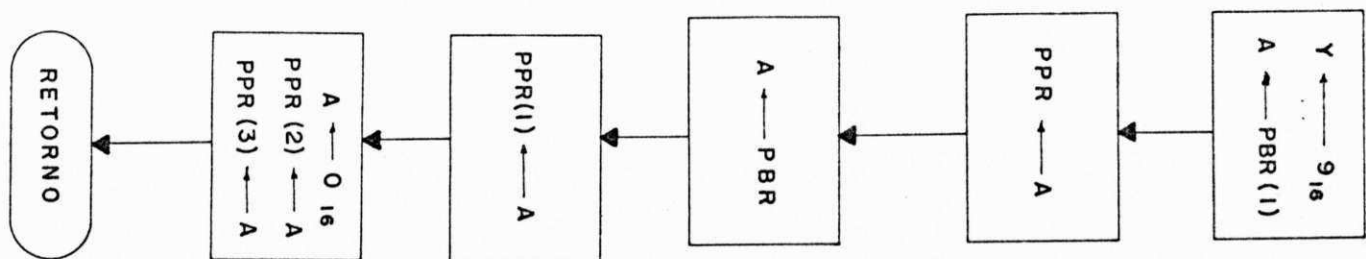 Y ← 9₁₆
A ← PBR(1)
PPR ← A
A ← PBR
PPR(1) ← A
A ← 0₁₆
PPR(2) ← A
PPR(3) ← A
RETORNO